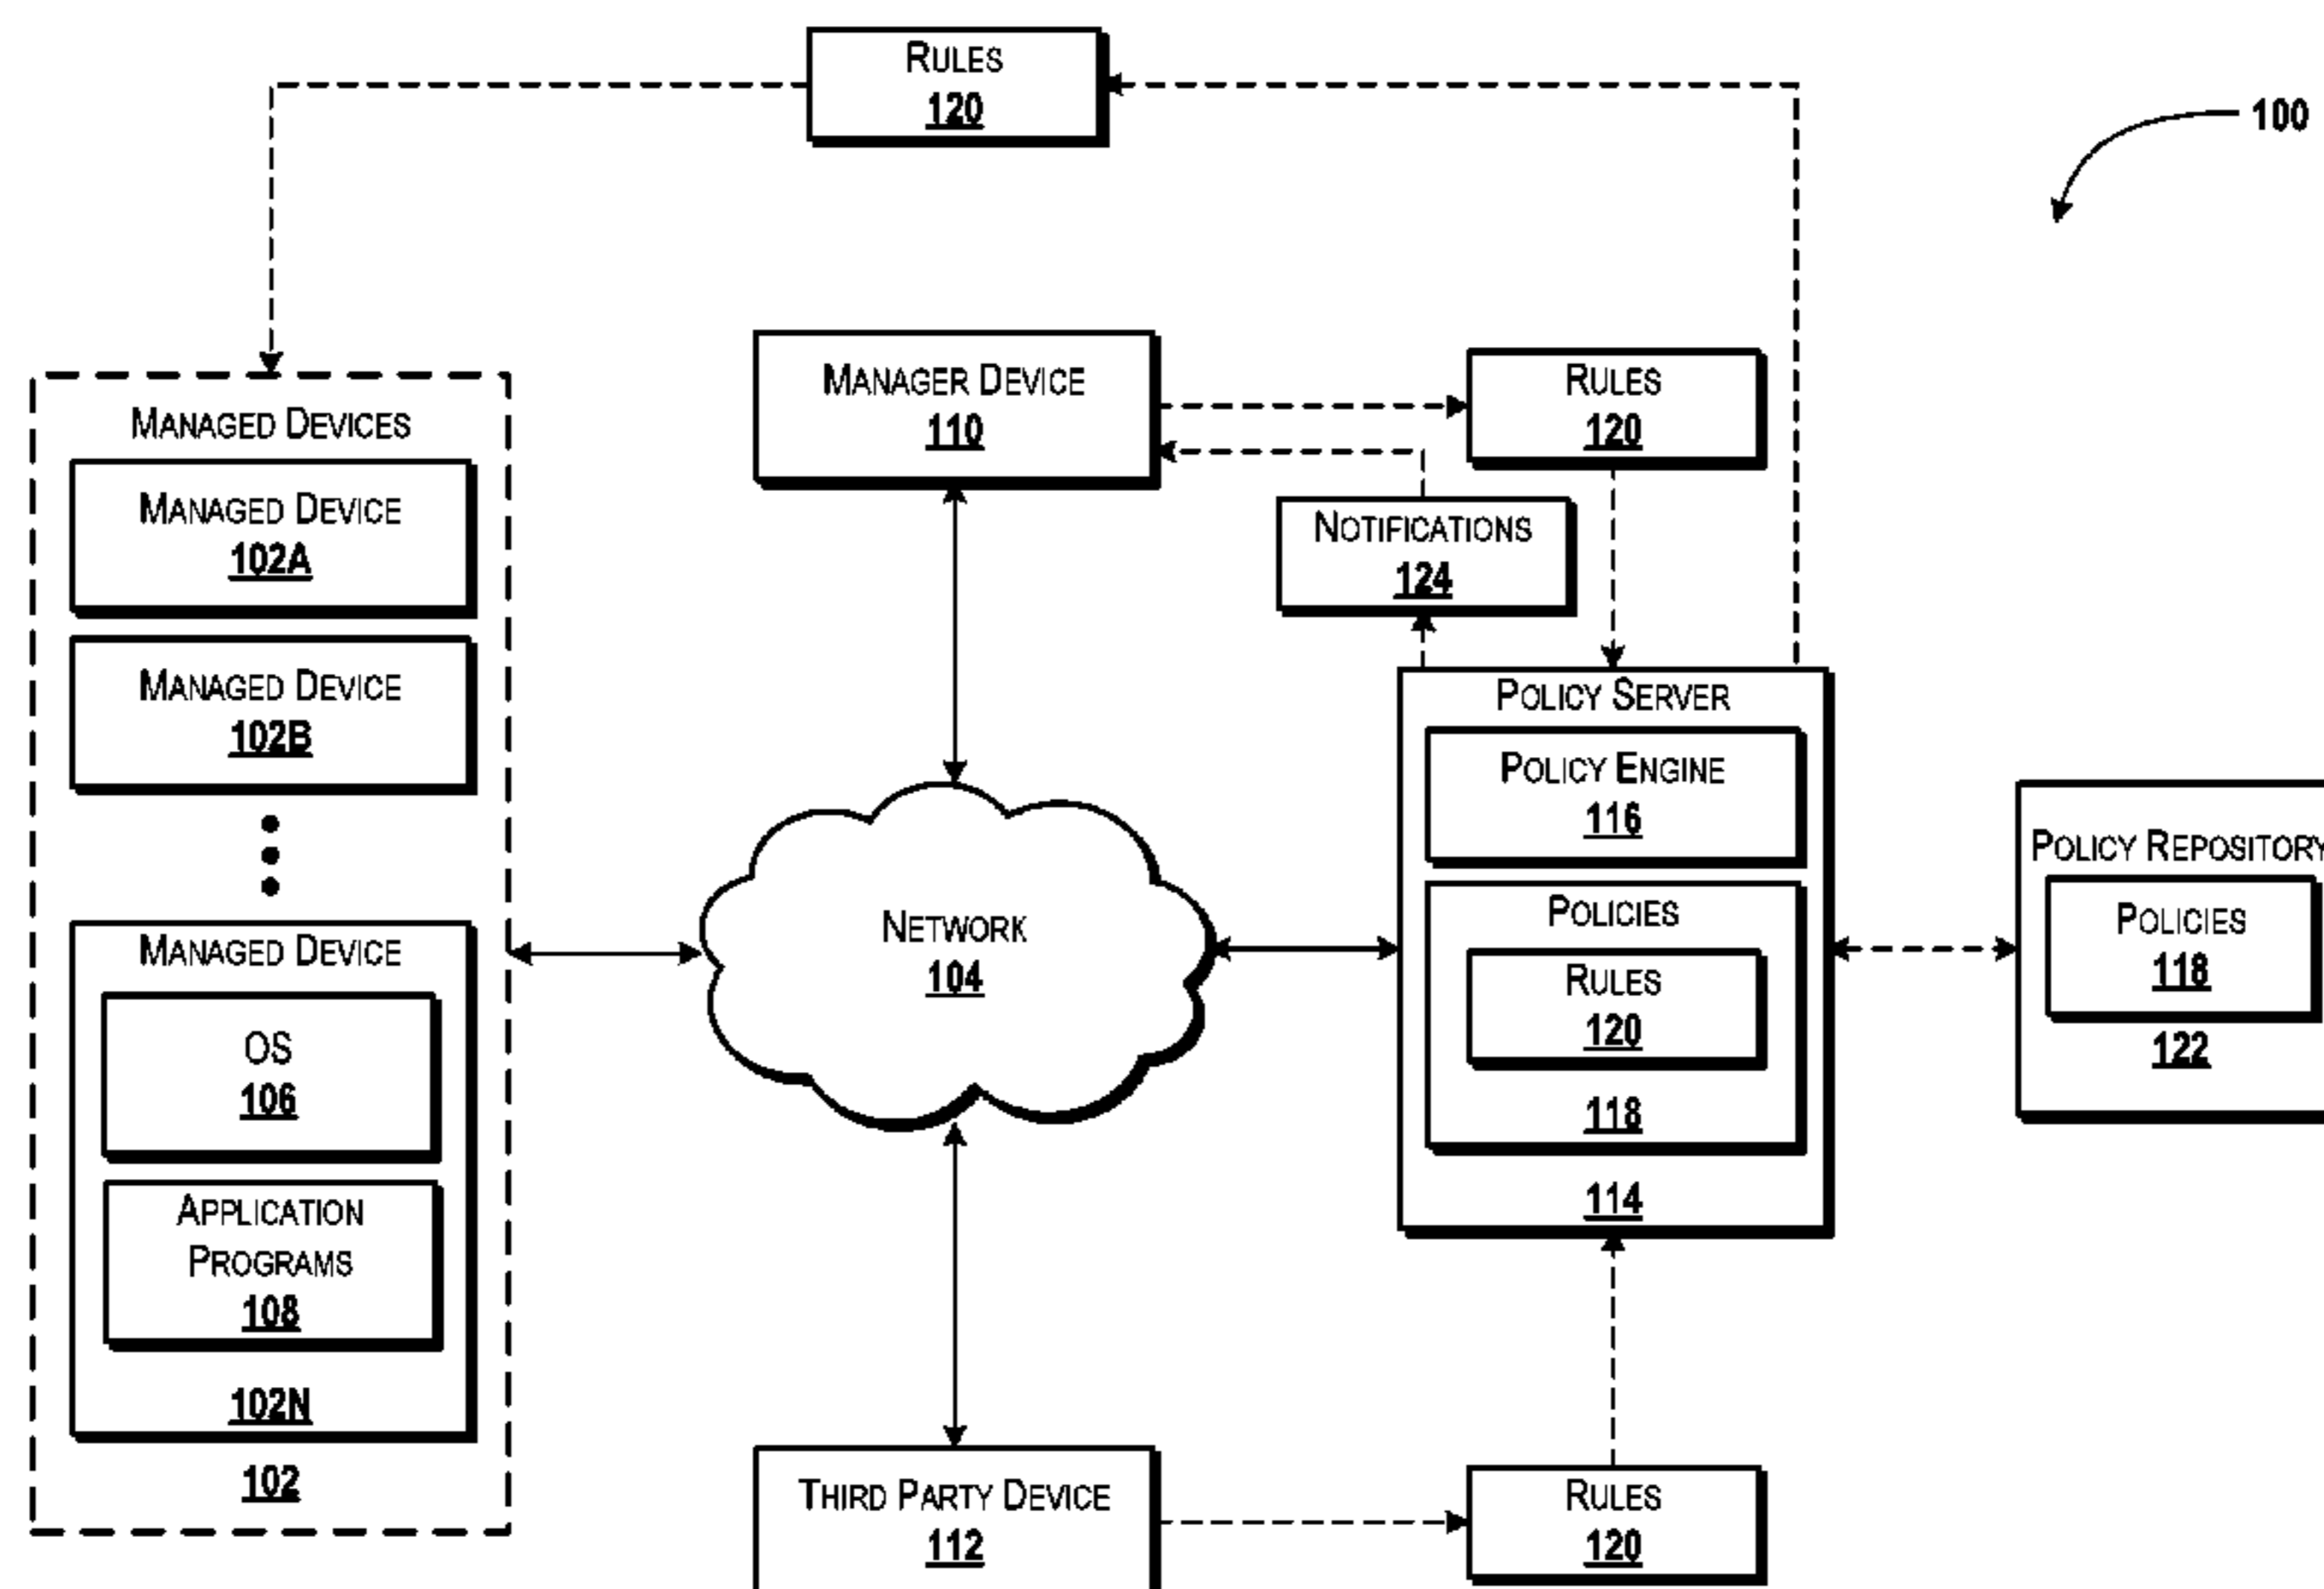 RULES
120
100
MANAGER DEVICE
110
RULES
120
MANAGED DEVICES
MANAGED DEVICE
102A
NOTIFICATIONS
124
MANAGED DEVICE
102B
POLICY SERVER
POLICY ENGINE
116
POLICY REPOSITORY
POLICIES
118
122
NETWORK
104
POLICIES
RULES
120
118
114
MANAGED DEVICE
OS
106
APPLICATION
PROGRAMS
108
102N
102
THIRD PARTY DEVICE
112
RULES
120